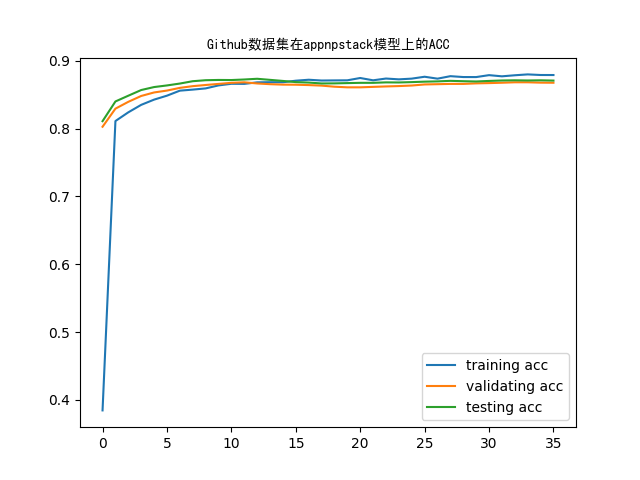 Github数据集在appnpstack模型上的ACC
0.9
0.8
0.7
0.6
0.5
0.4
0 5 10 15 20 25 30 35
training acc
validating acc
testing acc